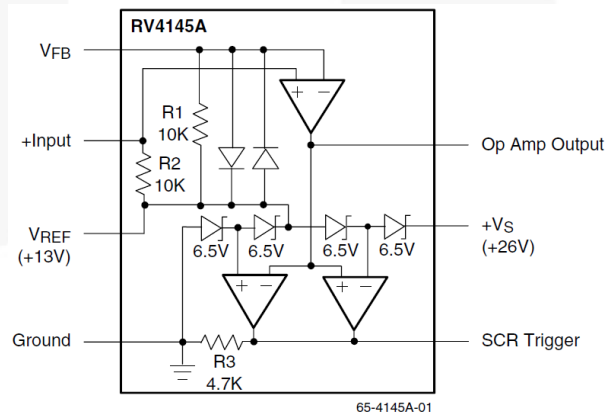 RV4145A
VFB
R1
10K
+Input
Op Amp Output
R2
10K
VREF
(+13V)
+VS
(+26V)
6.5V 6.5V 6.5V 6.5V
+ −
+ − + −
Ground
SCR Trigger
R3
4.7K
65-4145A-01